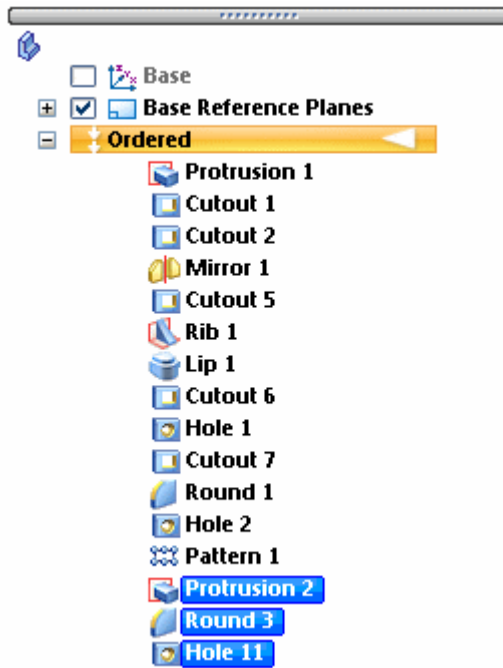 Base
Base Reference Planes
Ordered
Protrusion 1
Cutout 1
Cutout 2
Mirror 1
Cutout 5
Rib 1
Lip 1
Cutout 6
Hole 1
Cutout 7
Round 1
Hole 2
Pattern 1
Protrusion 2
Round 3
Hole 11